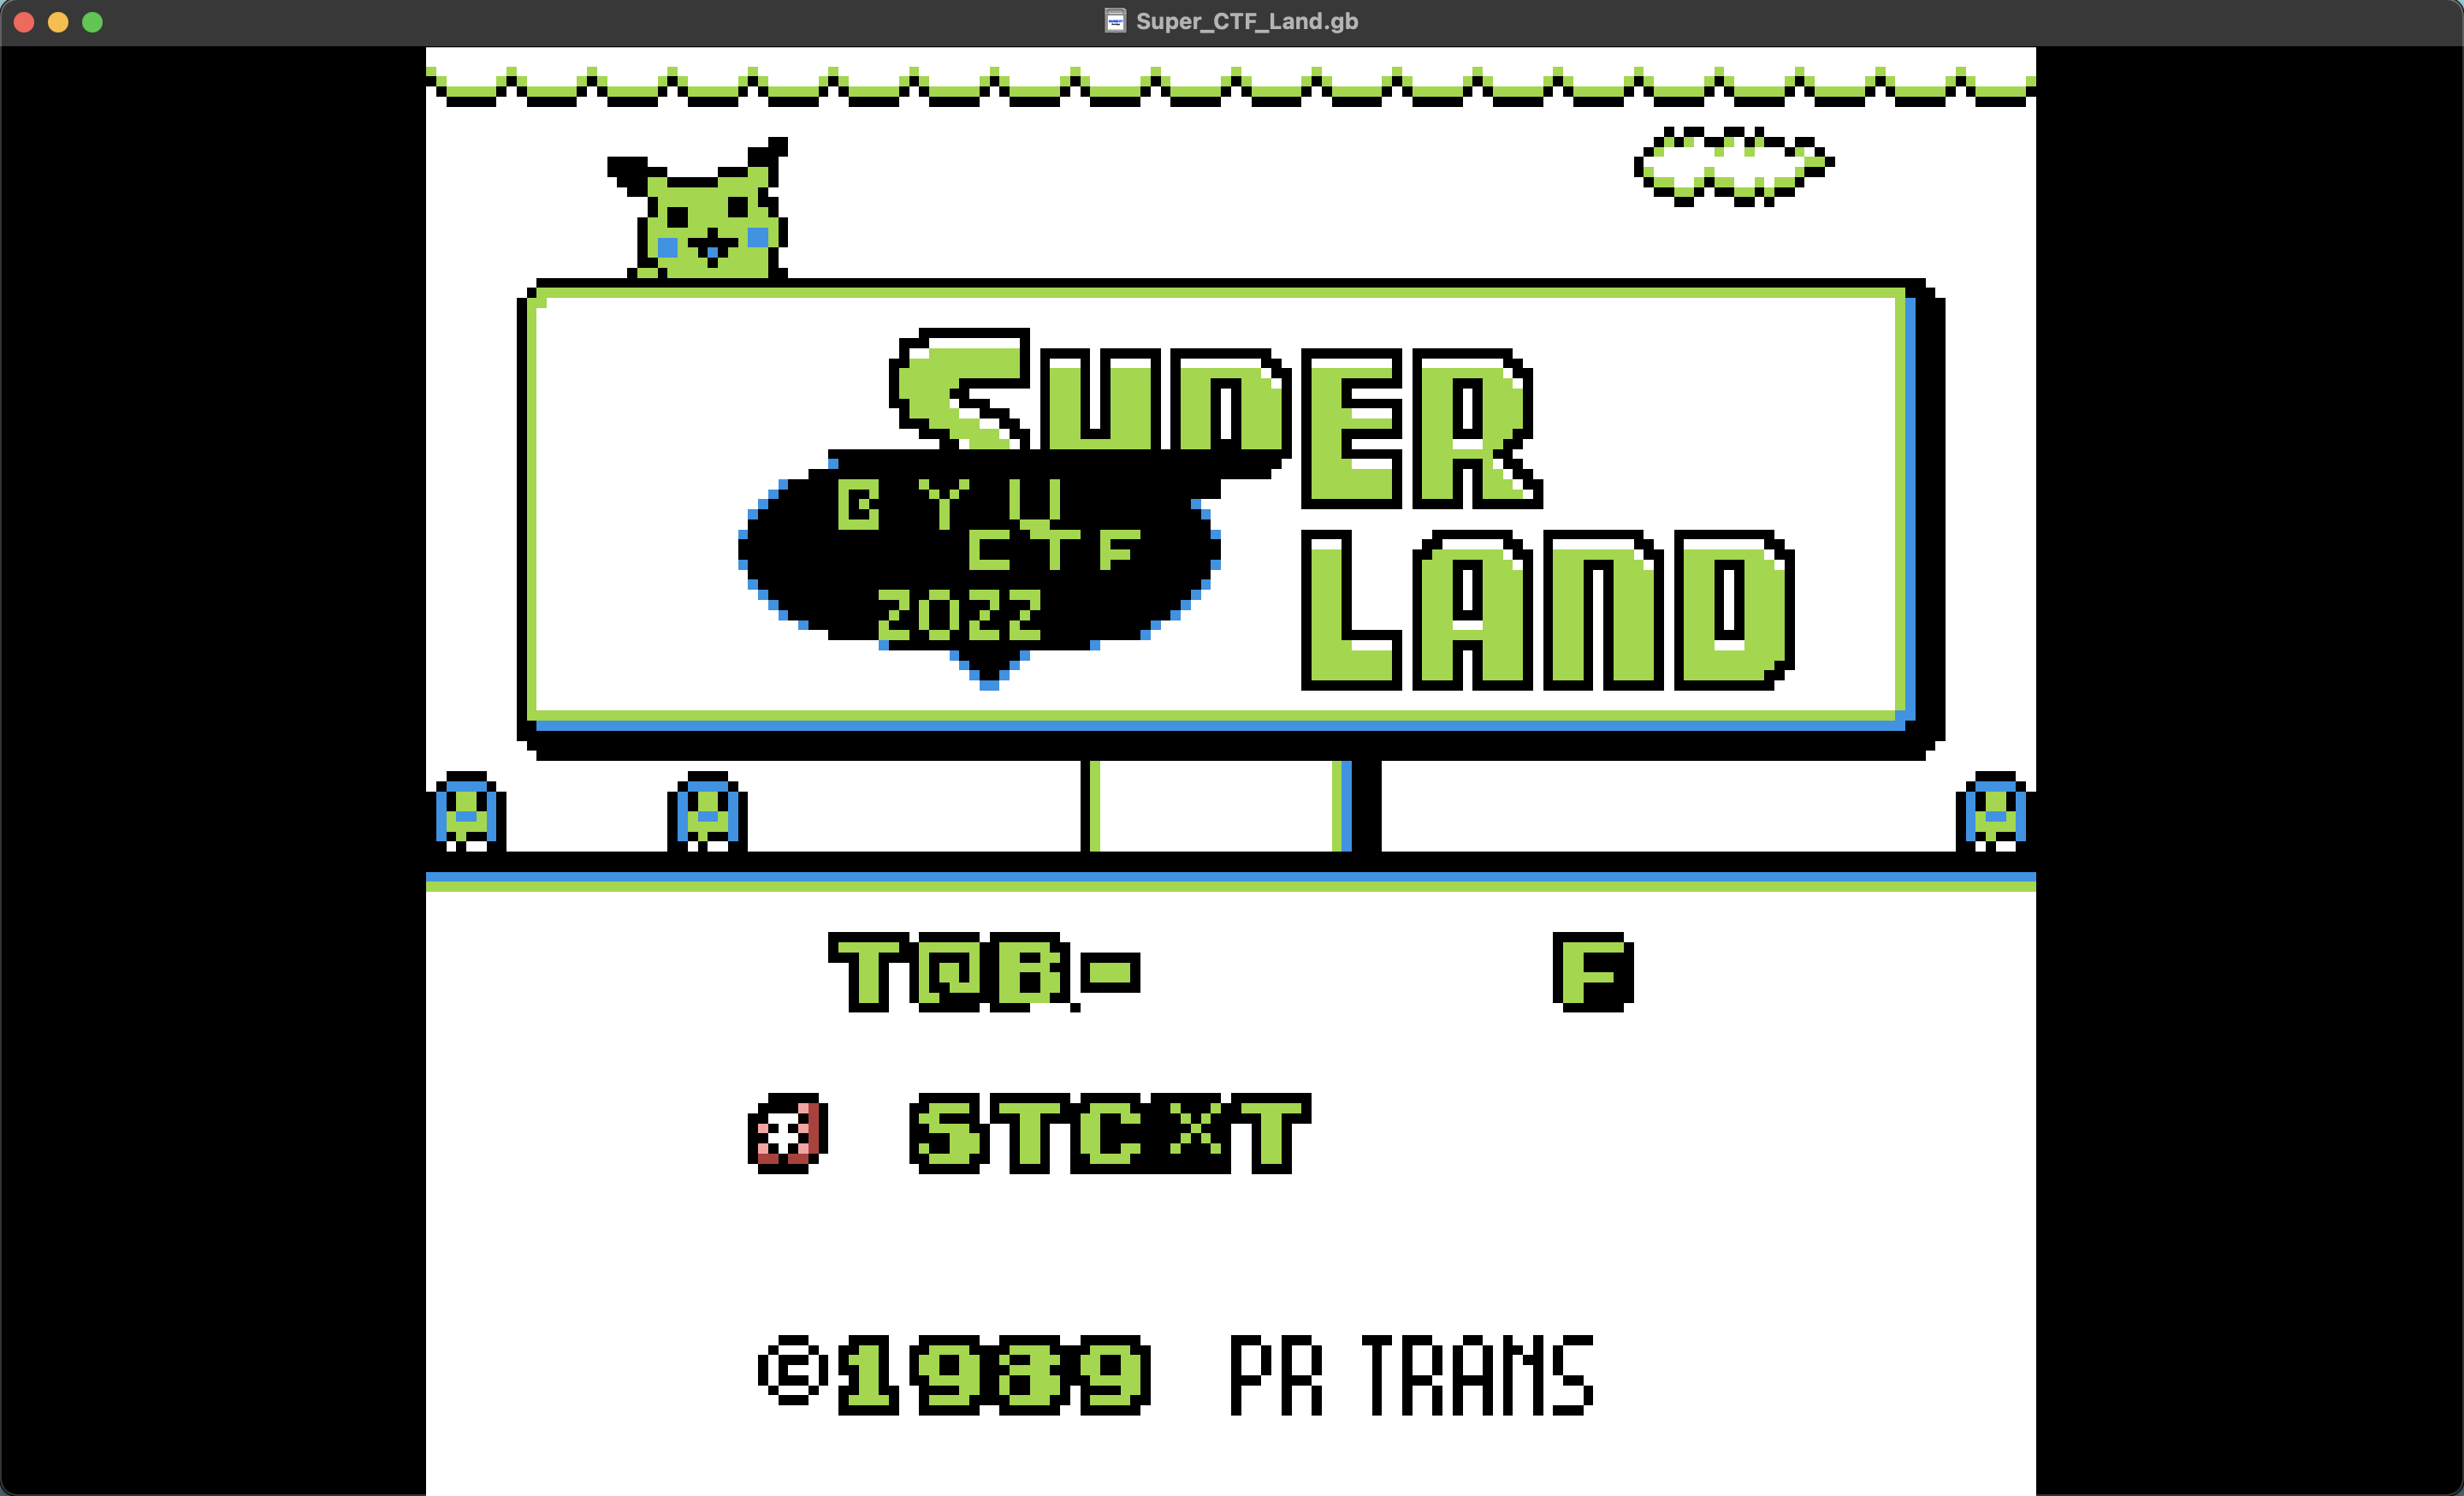 Super_CTF_Land.gb
SUPER
BYU
CTF
LAND
2022
T@B- F
STCXT
©1989 PR TRANS